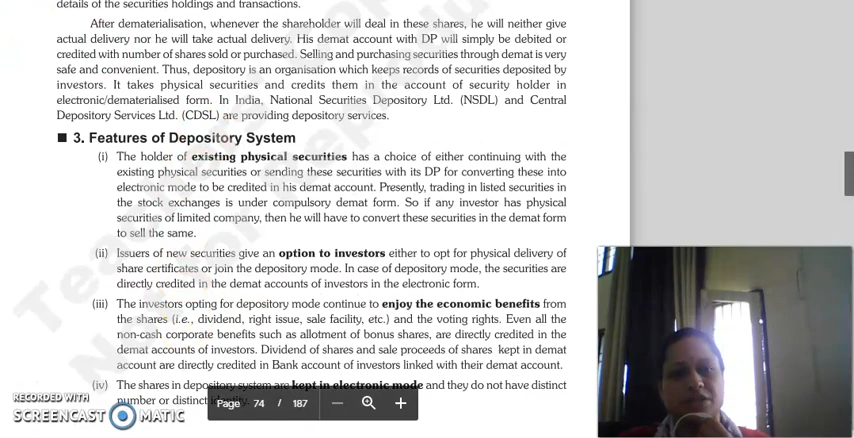 details of the securities holdings and transactions.
After dematerialisation, whenever the shareholder will deal in these shares, he will neither give
actual delivery nor he will take actual delivery. His demat account with DP will simply be debited or
credited with number of shares sold or purchased. Selling and purchasing securities through demat is very
safe and convenient. Thus, depository is an organisation which keeps records of securities deposited by
investors. It takes physical securities and credits them in the account of security holder in
electronic/dematerialised form. In India, National Securities Depository Ltd. (NSDL) and Central
Depository Services Ltd. (CDSL) are providing depository services.
■ 3. Features of Depository System
(i) The holder of existing physical securities has a choice of either continuing with the
existing physical securities or sending these securities with its DP for converting these into
electronic mode to be credited in his demat account. Presently, trading in listed securities in
the stock exchanges is under compulsory demat form. So if any investor has physical
securities of limited company, then he will have to convert these securities in the demat form
to sell the same.
(ii) Issuers of new securities give an option to investors either to opt for physical delivery of
share certificates or join the depository mode. In case of depository mode, the securities are
directly credited in the demat accounts of investors in the electronic form.
(iii) The investors opting for depository mode continue to enjoy the economic benefits from
the shares (i.e., dividend, right issue, sale facility, etc.) and the voting rights. Even all the
non-cash corporate benefits such as allotment of bonus shares, are directly credited in the
demat accounts of investors. Dividend of shares and sale proceeds of shares kept in demat
account are directly credited in Bank account of investors linked with their demat account.
(iv) The shares in depository system are kept in electronic mode and they do not have distinct
number or distinct
Page 74 / 187
RECORDED WITH
SCREENCAST MATIC